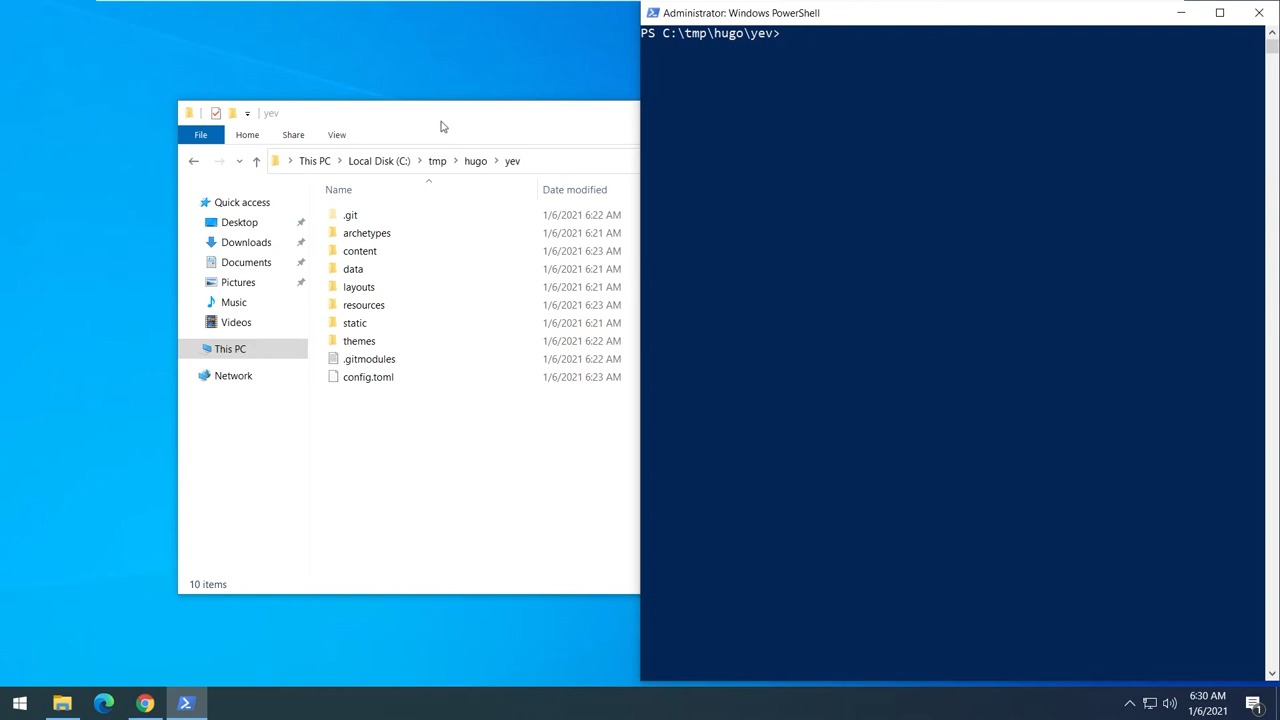 Administrator: Windows PowerShell
PS C:\tmp\hugo\yev>
yev
File Home Share View
This PC Local Disk (C:) tmp hugo yev
Name Date modified
Quick access
Desktop
Downloads
Documents
Pictures
Music
Videos
This PC
Network
.git 1/6/2021 6:22 AM
archetypes 1/6/2021 6:21 AM
content 1/6/2021 6:23 AM
data 1/6/2021 6:21 AM
layouts 1/6/2021 6:21 AM
resources 1/6/2021 6:23 AM
static 1/6/2021 6:21 AM
themes 1/6/2021 6:22 AM
.gitmodules 1/6/2021 6:22 AM
config.toml 1/6/2021 6:23 AM
10 items
6:30 AM
1/6/2021
1